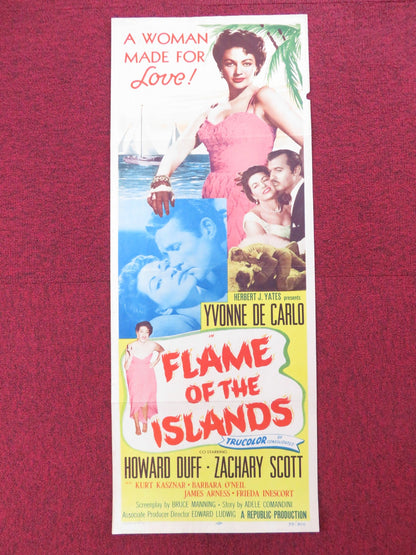 A WOMAN
MADE FOR
Love!
HERBERT J. YATES presents
YVONNE DE CARLO
in
FLAME
OF THE
ISLANDS
TRUCOLOR BY CONSOLIDATED
CO-STARRING
HOWARD DUFF · ZACHARY SCOTT
KURT KASZNAR · BARBARA O'NEIL
JAMES ARNESS · FRIEDA INESCORT
Screenplay by BRUCE MANNING · Story by ADELE COMANDINI
Associate Producer-Director EDWARD LUDWIG A REPUBLIC PRODUCTION